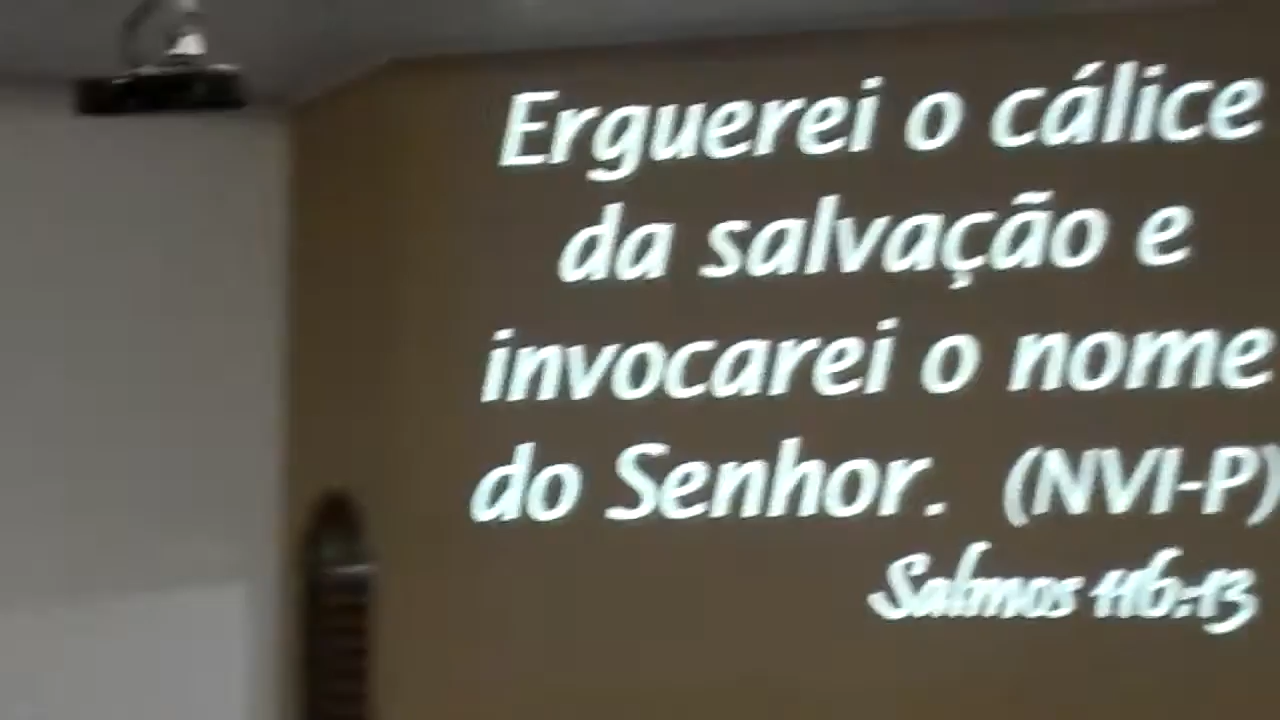 Erguerei o cálice
da salvação e
invocarei o nome
do Senhor. (NVI-P)
Salmos 116:13